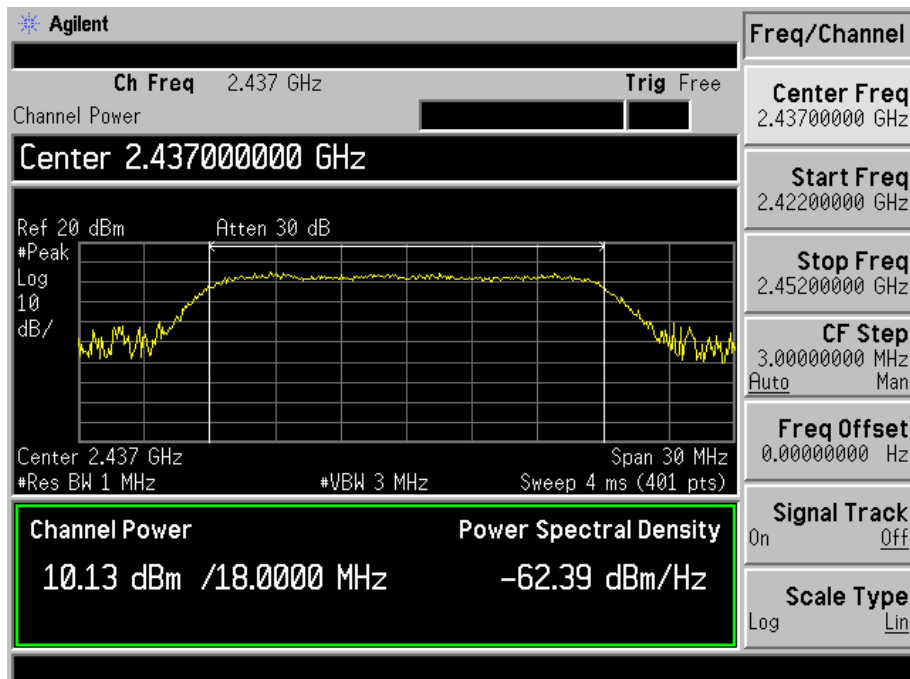 Agilent
Freq/Channel
Ch Freq 2.437 GHz Trig Free
Channel Power
Center 2.437000000 GHz
Ref 20 dBm Atten 30 dB
#Peak
Log
10
dB/
Center 2.437 GHz Span 30 MHz
#Res BW 1 MHz #VBW 3 MHz Sweep 4 ms (401 pts)
Channel Power Power Spectral Density
10.13 dBm /18.0000 MHz -62.39 dBm/Hz
Center Freq
2.43700000 GHz
Start Freq
2.42200000 GHz
Stop Freq
2.45200000 GHz
CF Step
3.00000000 MHz
Auto Man
Freq Offset
0.00000000 Hz
Signal Track
On Off
Scale Type
Log Lin